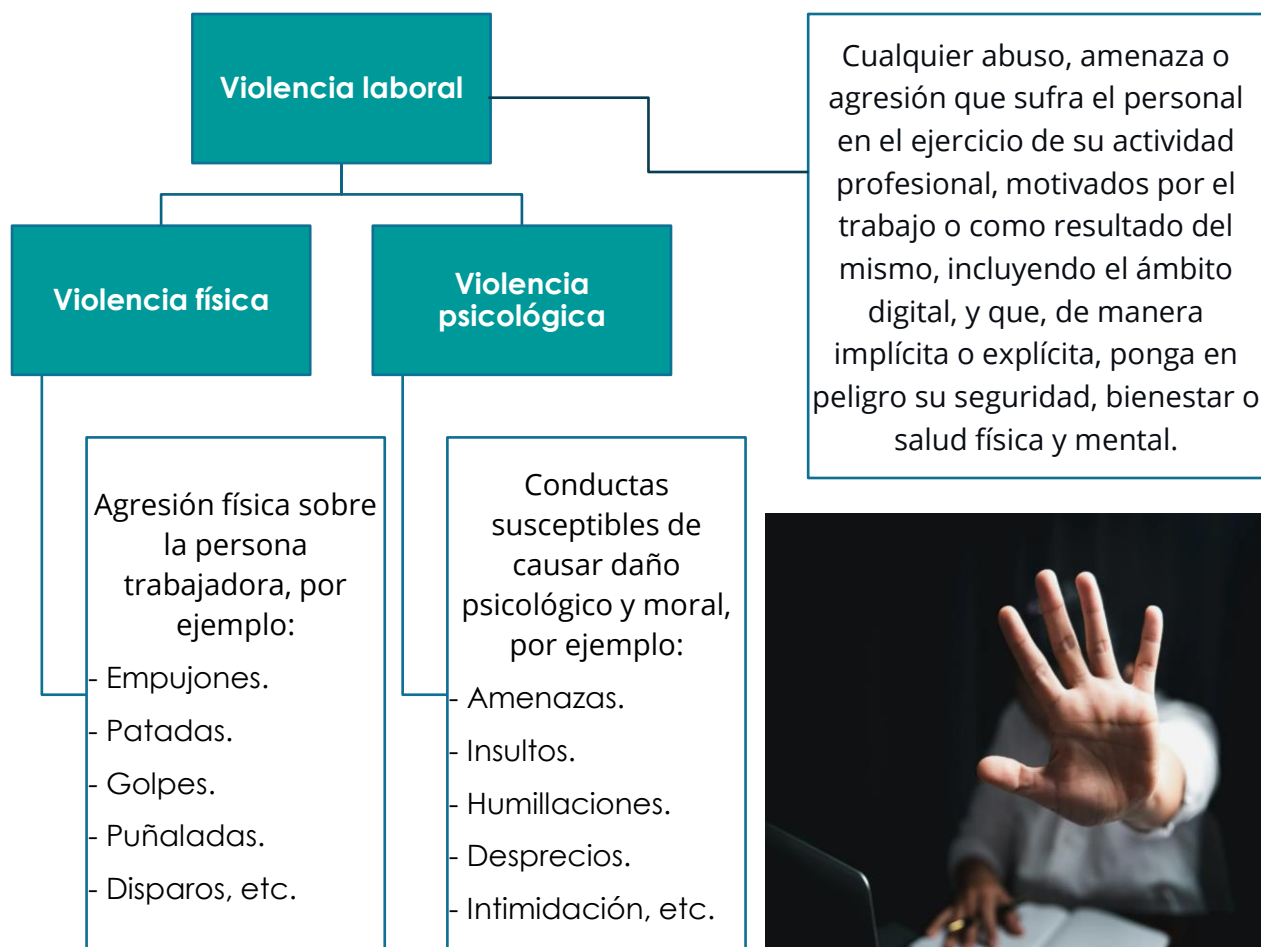 Violencia laboral
Cualquier abuso, amenaza o
agresión que sufra el personal
en el ejercicio de su actividad
profesional, motivados por el
trabajo o como resultado del
mismo, incluyendo el ámbito
digital, y que, de manera
implícita o explícita, ponga en
peligro su seguridad, bienestar o
salud física y mental.
Violencia física
Violencia
psicológica
Agresión física sobre
la persona
trabajadora, por
ejemplo:
- Empujones.
- Patadas.
- Golpes.
- Puñaladas.
- Disparos, etc.
Conductas
susceptibles de
causar daño
psicológico y moral,
por ejemplo:
- Amenazas.
- Insultos.
- Humillaciones.
- Desprecios.
- Intimidación, etc.